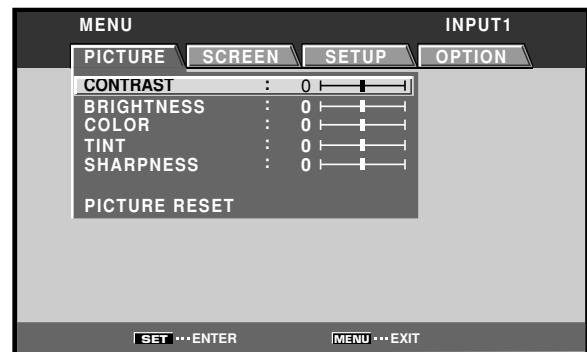 MENU INPUT1
PICTURE SCREEN SETUP OPTION
CONTRAST : 0
BRIGHTNESS : 0
COLOR : 0
TINT : 0
SHARPNESS : 0
PICTURE RESET
SET ···ENTER MENU ···EXIT